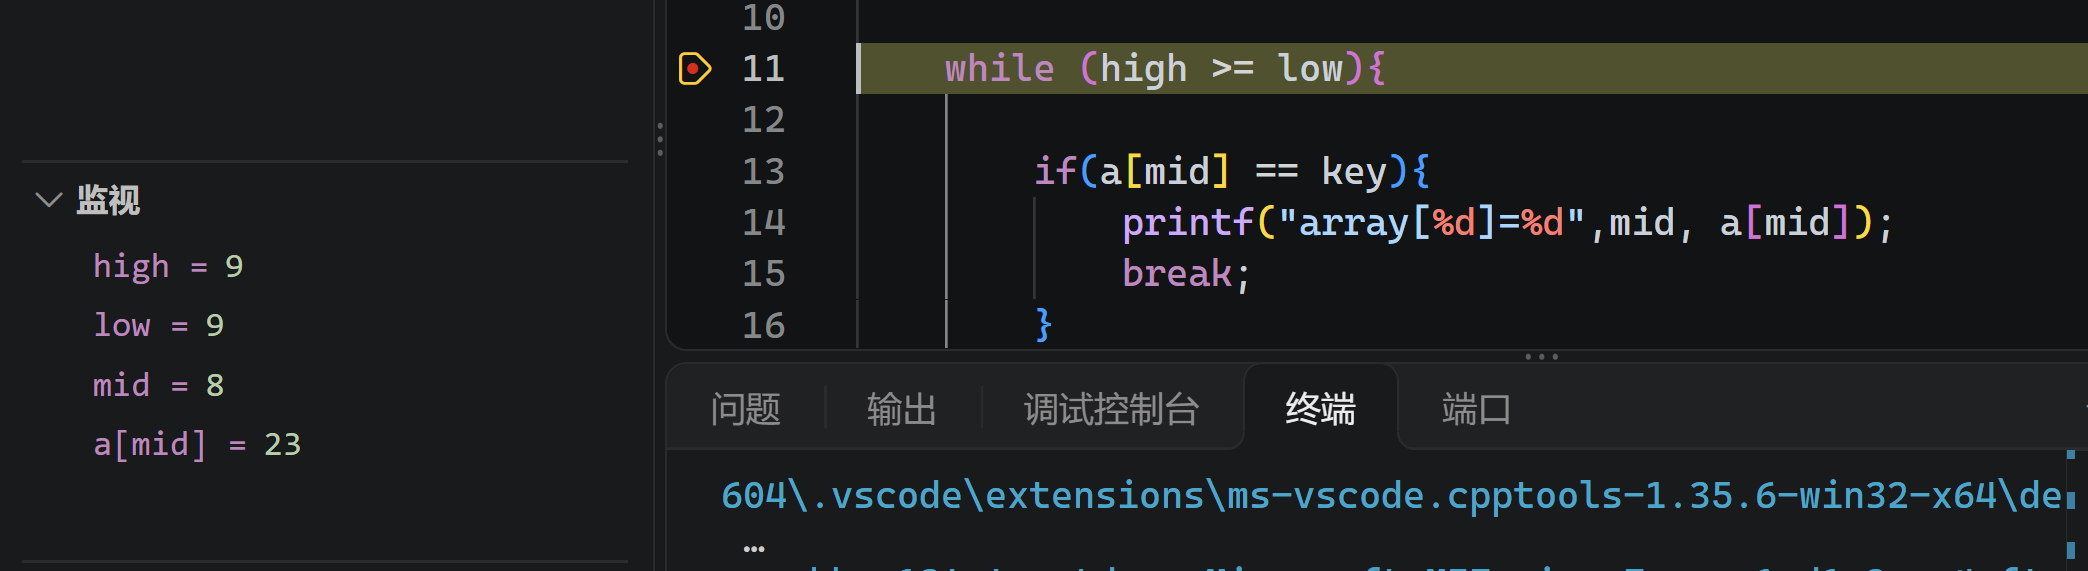 10
11 while (high >= low){
12
13 if(a[mid] == key){
14 printf("array[%d]=%d",mid, a[mid]);
15 break;
16 }
监视
high = 9
low = 9
mid = 8
a[mid] = 23
问题 输出 调试控制台 终端 端口
604\.vscode\extensions\ms-vscode.cpptools-1.35.6-win32-x64\de
…